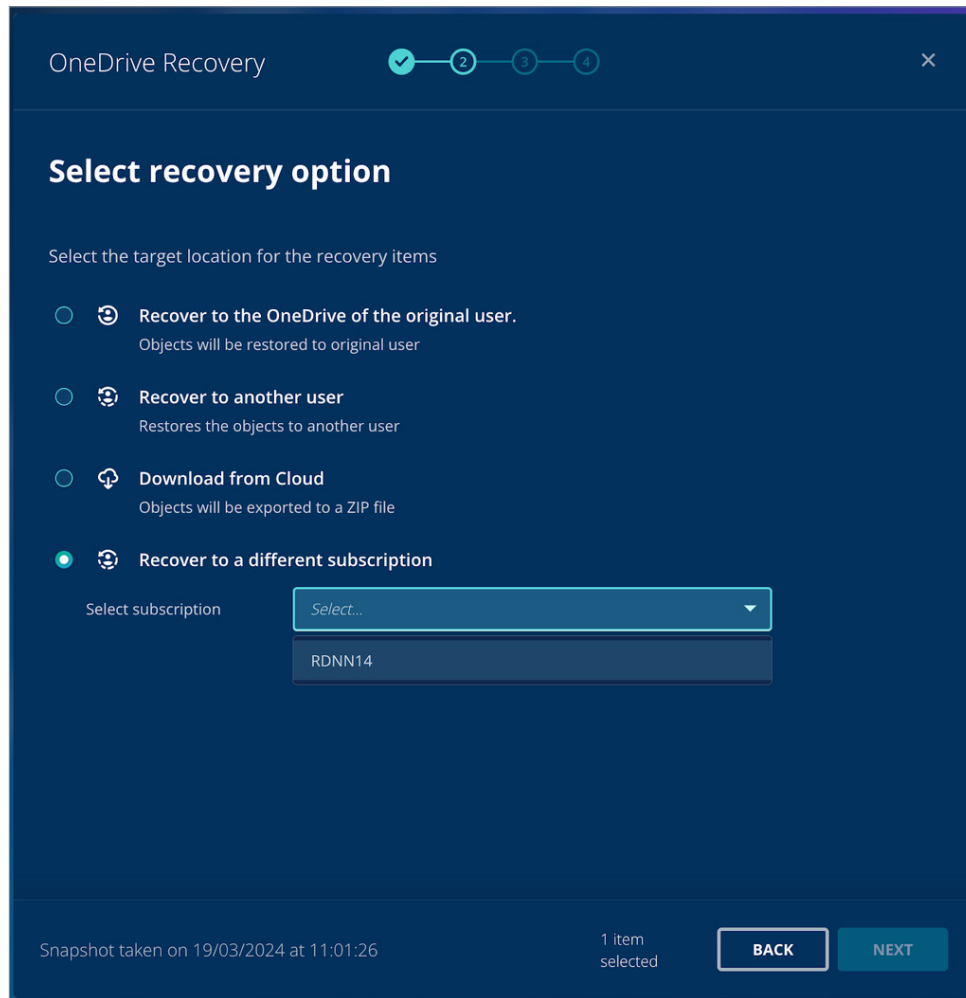 OneDrive Recovery
2
3
4
Select recovery option
Select the target location for the recovery items
Recover to the OneDrive of the original user.
Objects will be restored to original user
Recover to another user
Restores the objects to another user
Download from Cloud
Objects will be exported to a ZIP file
Recover to a different subscription
Select subscription
Select...
RDNN14
Snapshot taken on 19/03/2024 at 11:01:26
1 item
selected
BACK
NEXT